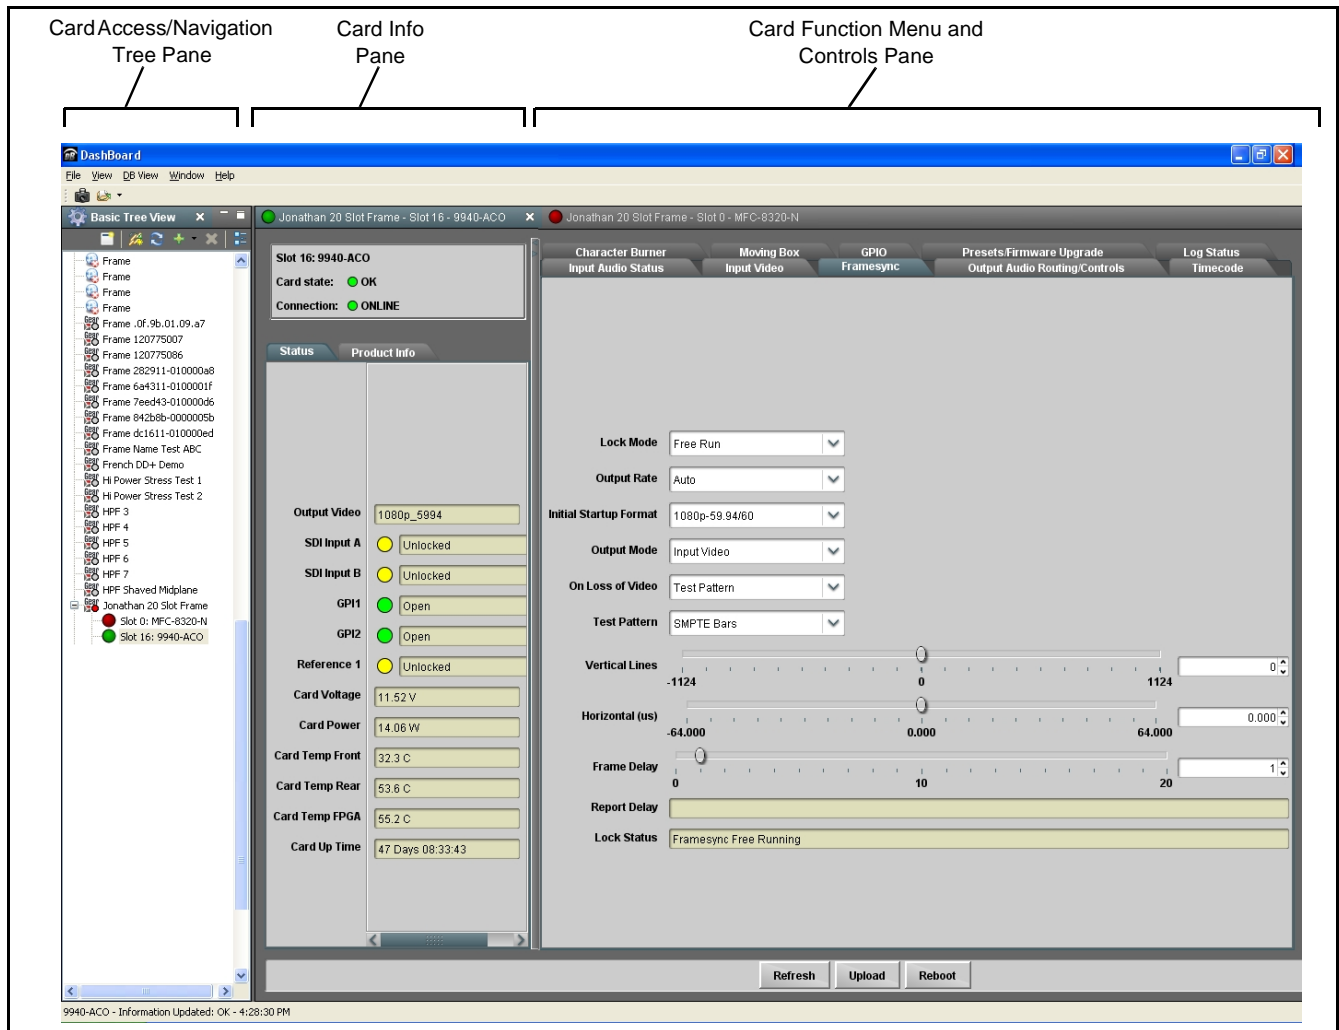 Card Access/Navigation
Tree Pane
Card Info
Pane
Card Function Menu and
Controls Pane
DashBoard
File View DB View Window Help
Basic Tree View
Jonathan 20 Slot Frame - Slot 16 - 9940-ACO
Jonathan 20 Slot Frame - Slot 0 - MFC-8320-N
Frame
Frame
Frame
Frame
Frame .0f.9b.01.09.a7
Frame 120775007
Frame 120775086
Frame 282911-010000a8
Frame 6a4311-0100001f
Frame 7eed43-010000d6
Frame 842b8b-0000005b
Frame dc1611-010000ed
Frame Name Test ABC
French DD+ Demo
Hi Power Stress Test 1
Hi Power Stress Test 2
HPF 3
HPF 4
HPF 5
HPF 6
HPF 7
HPF Shaved Midplane
Jonathan 20 Slot Frame
Slot 0: MFC-8320-N
Slot 16: 9940-ACO
Slot 16: 9940-ACO
Card state: OK
Connection: ONLINE
Status Product Info
Output Video 1080p_5994
SDI Input A Unlocked
SDI Input B Unlocked
GPI1 Open
GPI2 Open
Reference 1 Unlocked
Card Voltage 11.52 V
Card Power 14.06 W
Card Temp Front 32.3 C
Card Temp Rear 53.6 C
Card Temp FPGA 55.2 C
Card Up Time 47 Days 08:33:43
Character Burner Moving Box GPIO Presets/Firmware Upgrade Log Status
Input Audio Status Input Video Framesync Output Audio Routing/Controls Timecode
Lock Mode Free Run
Output Rate Auto
Initial Startup Format 1080p-59.94/60
Output Mode Input Video
On Loss of Video Test Pattern
Test Pattern SMPTE Bars
Vertical Lines 0
-1124 0 1124
Horizontal (us) 0.000
-64.000 0.000 64.000
Frame Delay 1
0 10 20
Report Delay
Lock Status Framesync Free Running
Refresh Upload Reboot
9940-ACO - Information Updated: OK - 4:28:30 PM